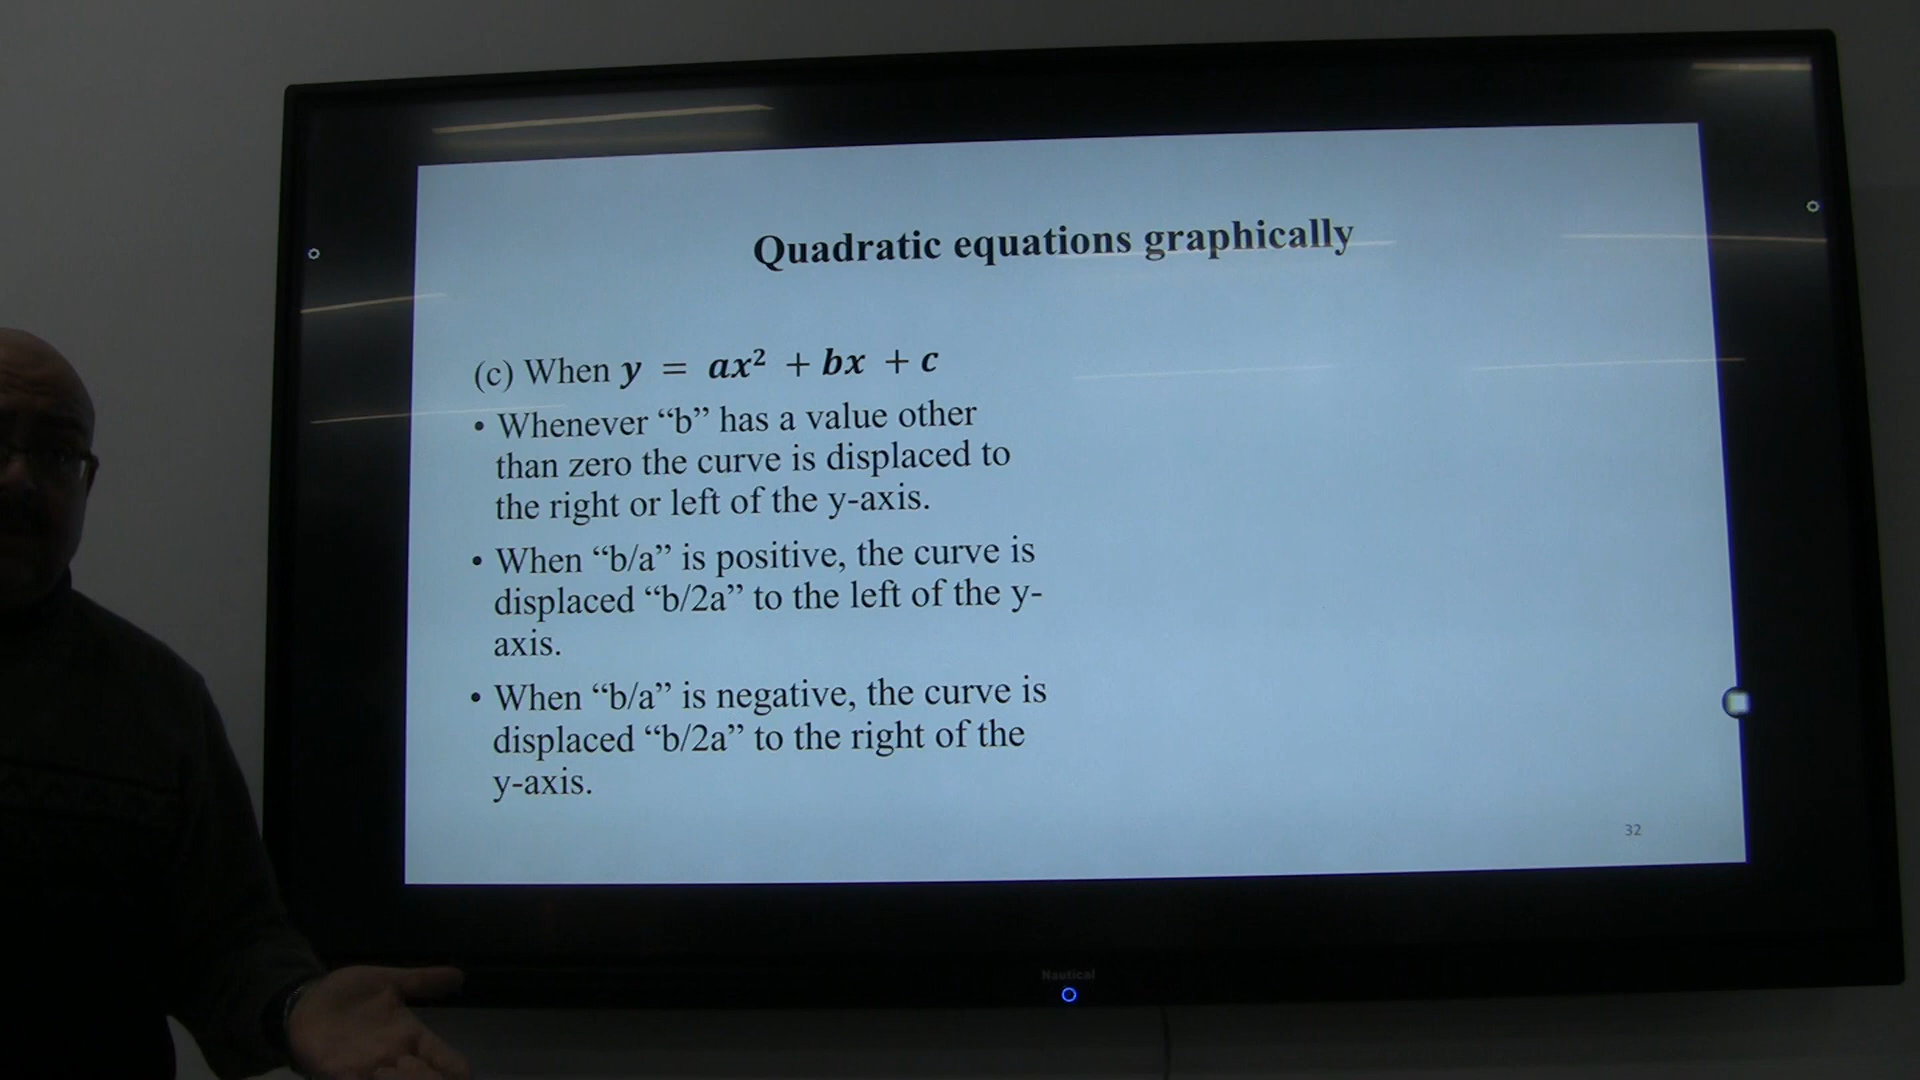 Quadratic equations graphically
(c) When y = ax² + bx + c
• Whenever “b” has a value other
than zero the curve is displaced to
the right or left of the y-axis.
• When “b/a” is positive, the curve is
displaced “b/2a” to the left of the y-
axis.
• When “b/a” is negative, the curve is
displaced “b/2a” to the right of the
y-axis.
32
Nautical